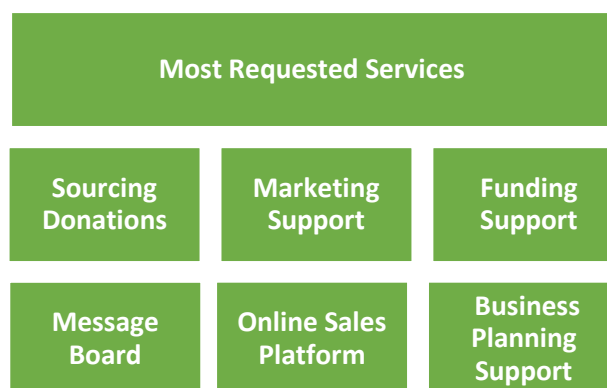 Most Requested Services
Sourcing
Donations
Marketing
Support
Funding
Support
Message
Board
Online Sales
Platform
Business
Planning
Support